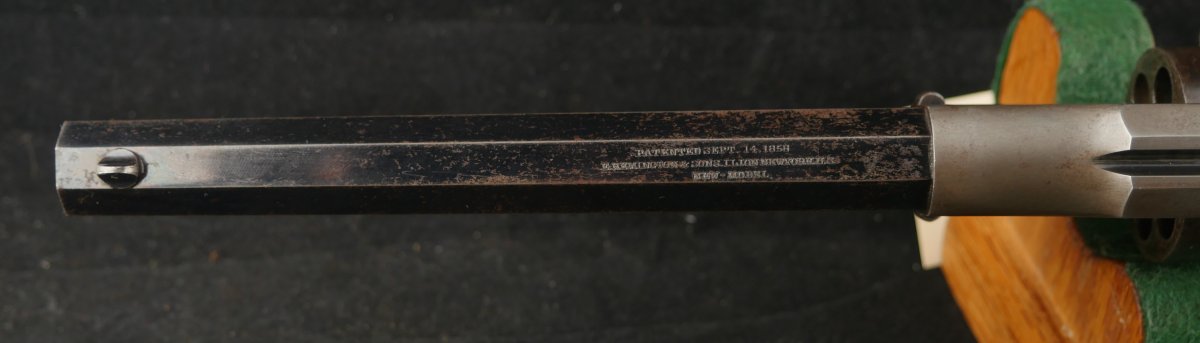 PATENTED SEPT. 14, 1858
E. REMINGTON & SONS, ILION, NEW YORK, U.S.A.
NEW-MODEL